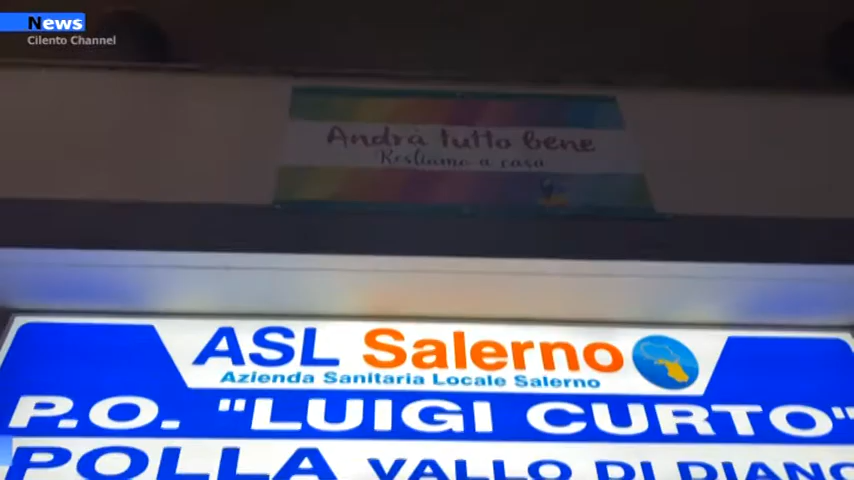 News
Cilento Channel
Andrà tutto bene
Restiamo a casa
ASL Salerno
Azienda Sanitaria Locale Salerno
P.O. "LUIGI CURTO"
POLLA VALLO DI DIANO